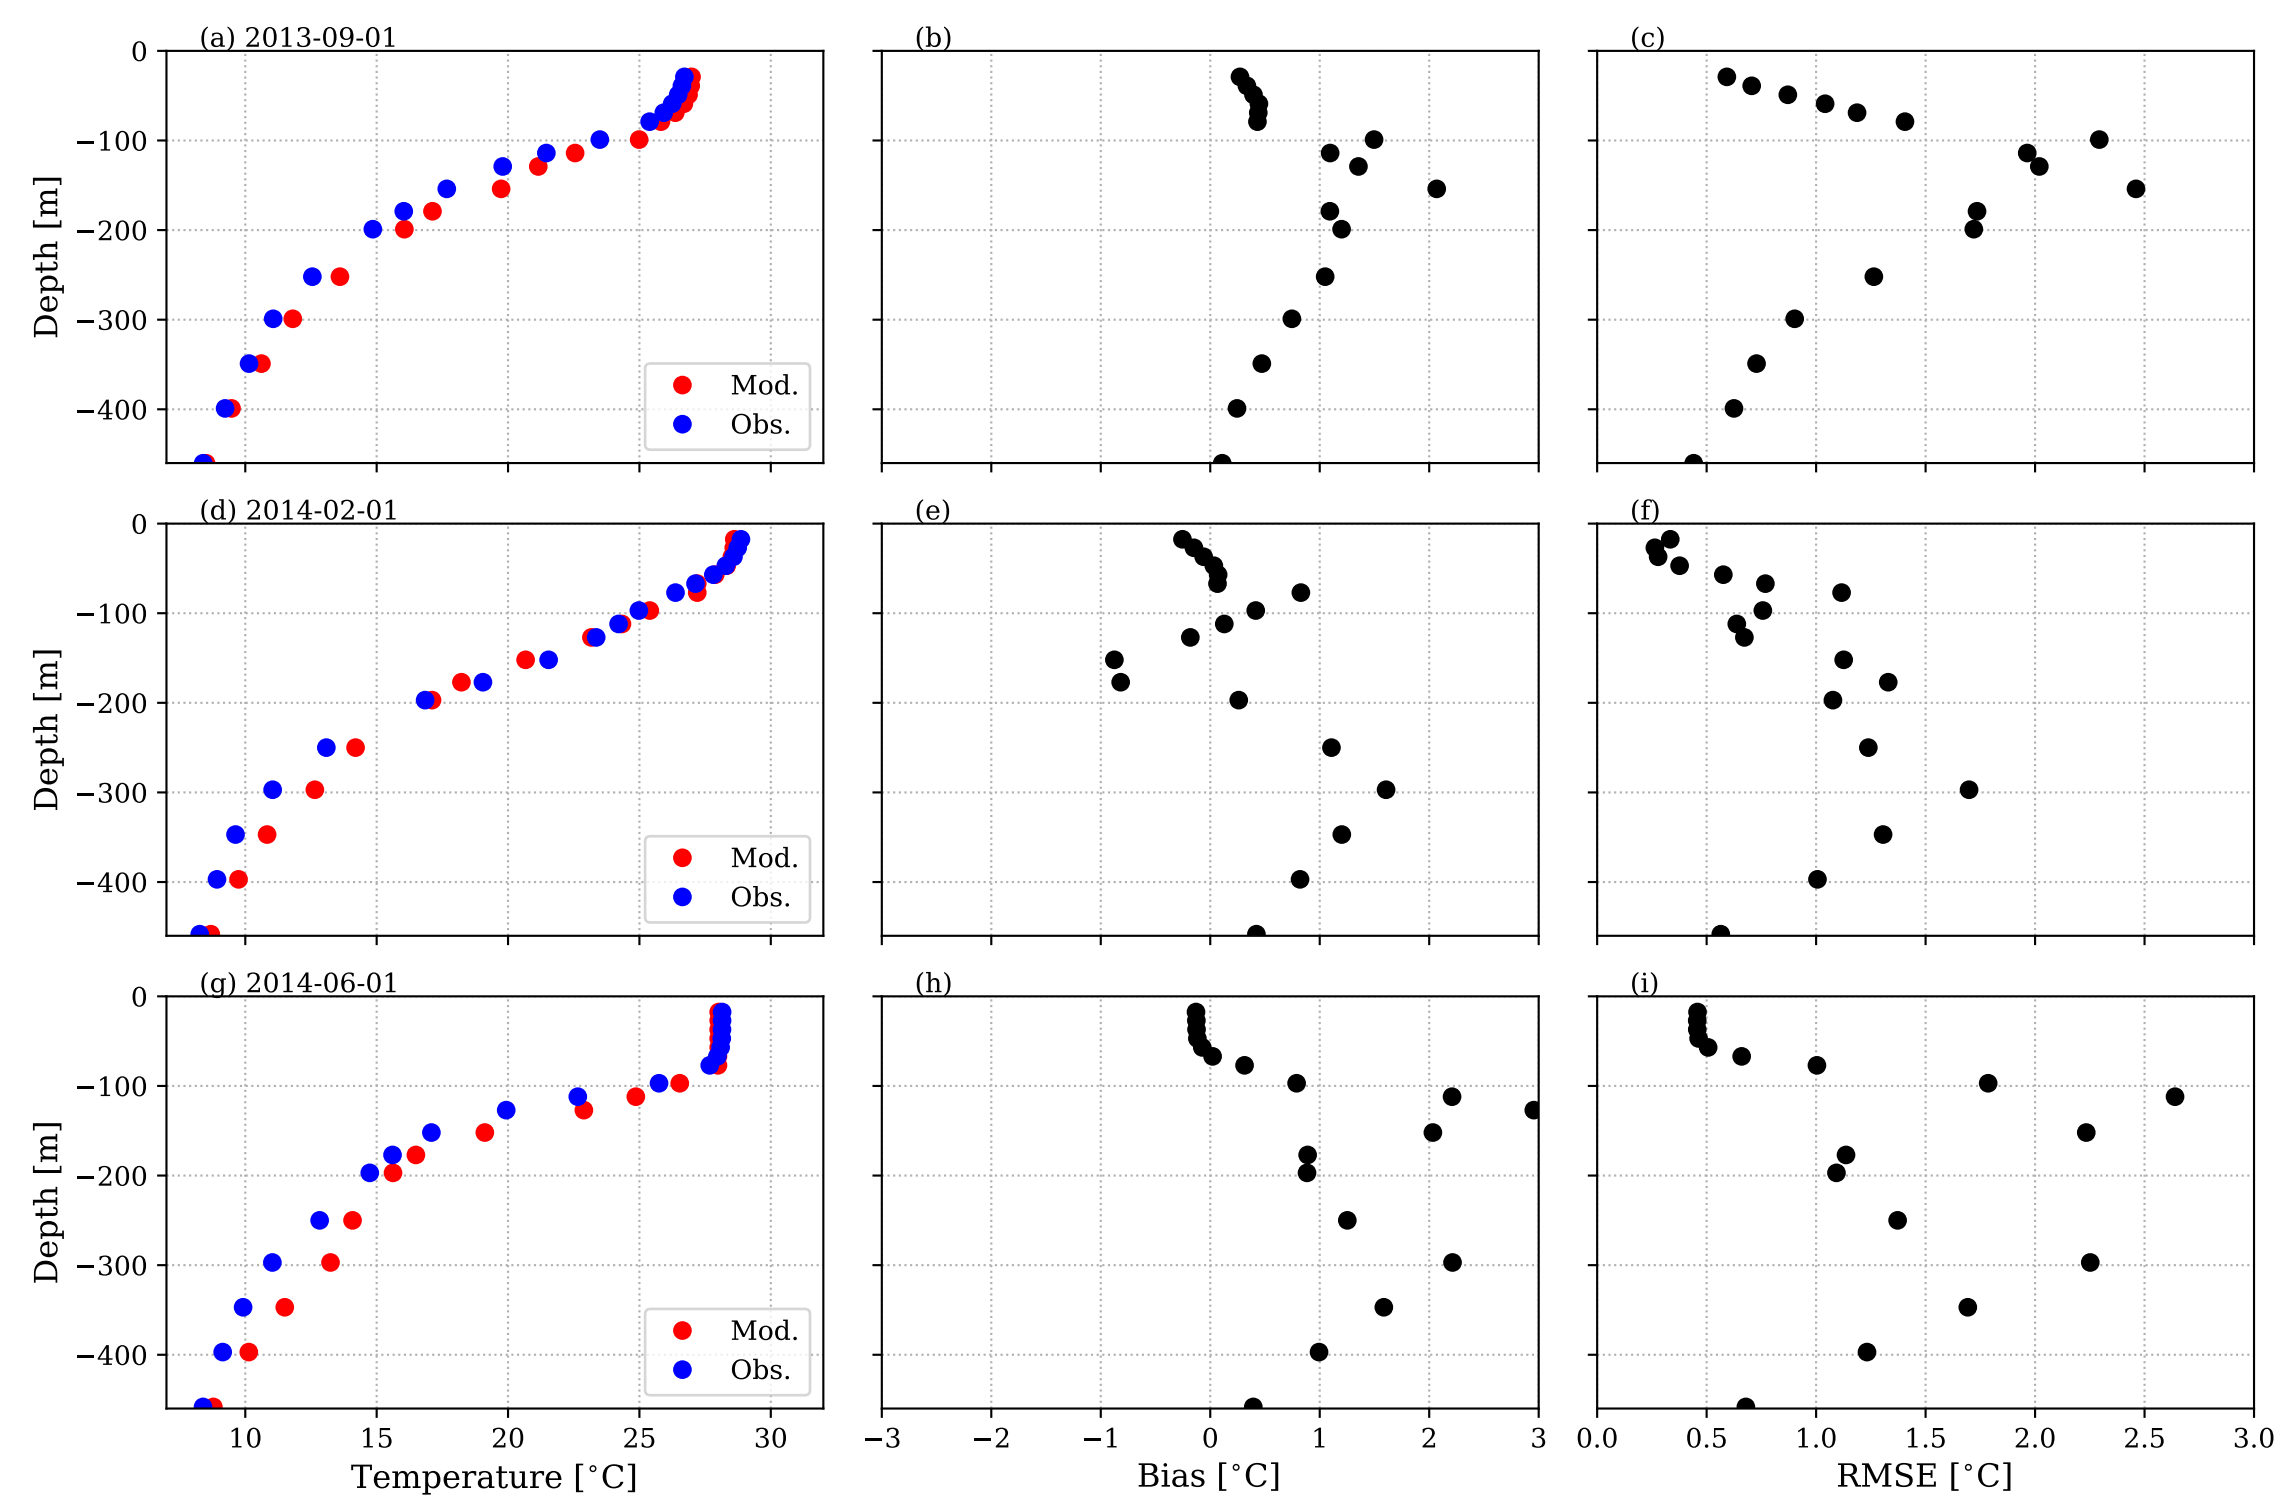 (a) 2013-09-01
(b)
(c)
0
−100
−200
−300
−400
Depth [m]
Mod.
Obs.
(d) 2014-02-01
(e)
(f)
0
−100
−200
−300
−400
Depth [m]
Mod.
Obs.
(g) 2014-06-01
(h)
(i)
0
−100
−200
−300
−400
Depth [m]
Mod.
Obs.
10 15 20 25 30
−3 −2 −1 0 1 2 3
0.0 0.5 1.0 1.5 2.0 2.5 3.0
Temperature [°C]
Bias [°C]
RMSE [°C]